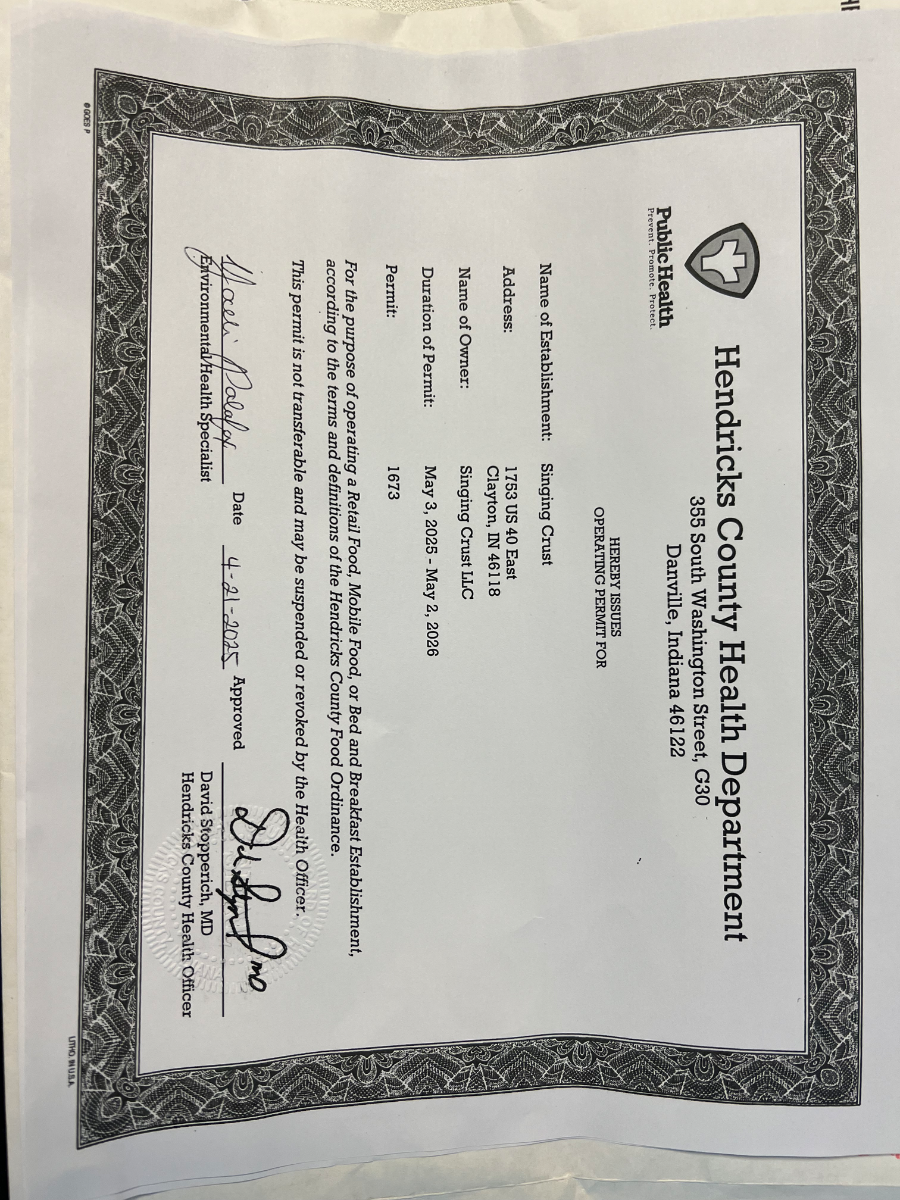 Hendricks County Health Department
355 South Washington Street, G30
Danville, Indiana 46122
Public Health
Prevent. Promote. Protect.
HEREBY ISSUES
OPERATING PERMIT FOR
Name of Establishment: Singing Crust
Address: 1753 US 40 East
Clayton, IN 46118
Name of Owner: Singing Crust LLC
Duration of Permit: May 3, 2025 - May 2, 2026
Permit: 1673
For the purpose of operating a Retail Food, Mobile Food, or Bed and Breakfast Establishment,
according to the terms and definitions of the Hendricks County Food Ordinance.
This permit is not transferable and may be suspended or revoked by the Health Officer.
Date 4-21-2025 Approved
Environmental Health Specialist
David Stopperich, MD
Hendricks County Health Officer
© GOES P
LITHO. IN U.S.A.